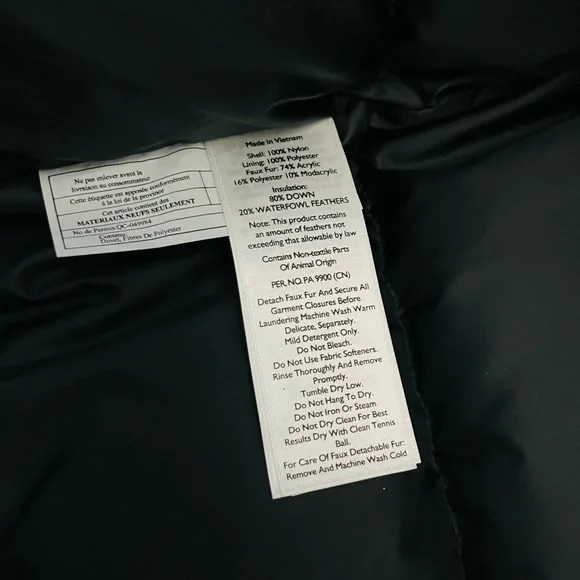 Ne pas enlever avant la
livraison au consommateur
Cette étiquette est apposée conformément
à la loi de la province
Cet article contient des
MATERIAUX NEUFS SEULEMENT
No de Permis: QC-049984
Contenu:
Duvet, Fibres De Polyester
Made in Vietnam
Shell: 100% Nylon
Lining: 100% Polyester
Faux Fur: 74% Acrylic
16% Polyester 10% Modacrylic
Insulation:
80% DOWN
20% WATERFOWL FEATHERS
Note: This product contains
an amount of feathers not
exceeding that allowable by law
Contains Non-textile Parts
Of Animal Origin
PER. NO. PA 9900 (CN)
Detach Faux Fur And Secure All
Garment Closures Before
Laundering Machine Wash Warm
Delicate, Separately.
Mild Detergent Only.
Do Not Bleach.
Do Not Use Fabric Softeners.
Rinse Thoroughly And Remove
Promptly.
Tumble Dry Low.
Do Not Hang To Dry.
Do Not Iron Or Steam.
Do Not Dry Clean For Best
Results Dry With Clean Tennis
Ball.
For Care Of Faux Detachable Fur:
Remove And Machine Wash Cold